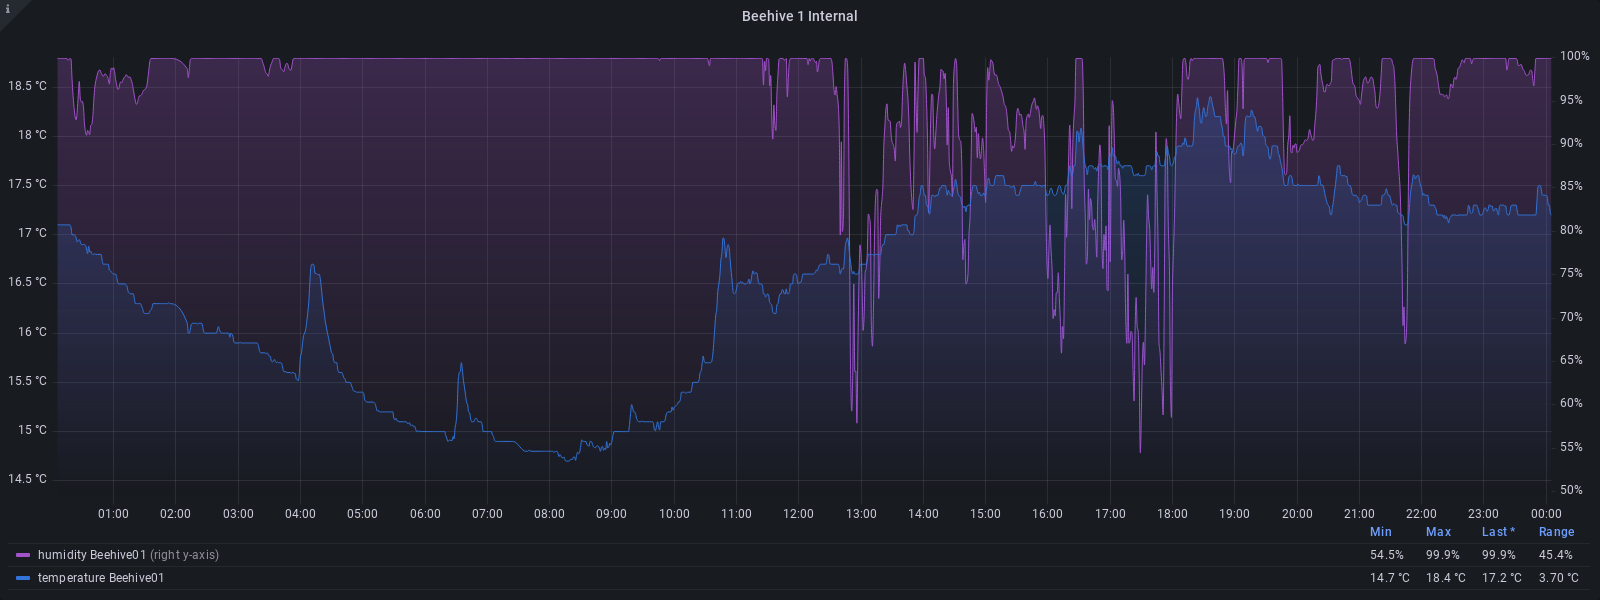 i
Beehive 1 Internal
18.5 °C
18 °C
17.5 °C
17 °C
16.5 °C
16 °C
15.5 °C
15 °C
14.5 °C
100%
95%
90%
85%
80%
75%
70%
65%
60%
55%
50%
01:00 02:00 03:00 04:00 05:00 06:00 07:00 08:00 09:00 10:00 11:00 12:00 13:00 14:00 15:00 16:00 17:00 18:00 19:00 20:00 21:00 22:00 23:00 00:00
Min Max Last * Range
humidity Beehive01 (right y-axis) 54.5% 99.9% 99.9% 45.4%
temperature Beehive01 14.7 °C 18.4 °C 17.2 °C 3.70 °C